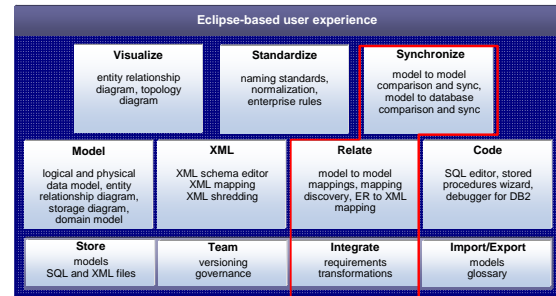 Eclipse-based user experience
Visualize
entity relationship
diagram, topology
diagram
Standardize
naming standards,
normalization,
enterprise rules
Synchronize
model to model
comparison and sync,
model to database
comparison and sync
Model
logical and physical
data model, entity
relationship diagram,
storage diagram,
domain model
XML
XML schema editor
XML mapping
XML shredding
Relate
model to model
mappings, mapping
discovery, ER to XML
mapping
Code
SQL editor, stored
procedures wizard,
debugger for DB2
Store
models
SQL and XML files
Team
versioning
governance
Integrate
requirements
transformations
Import/Export
models
glossary